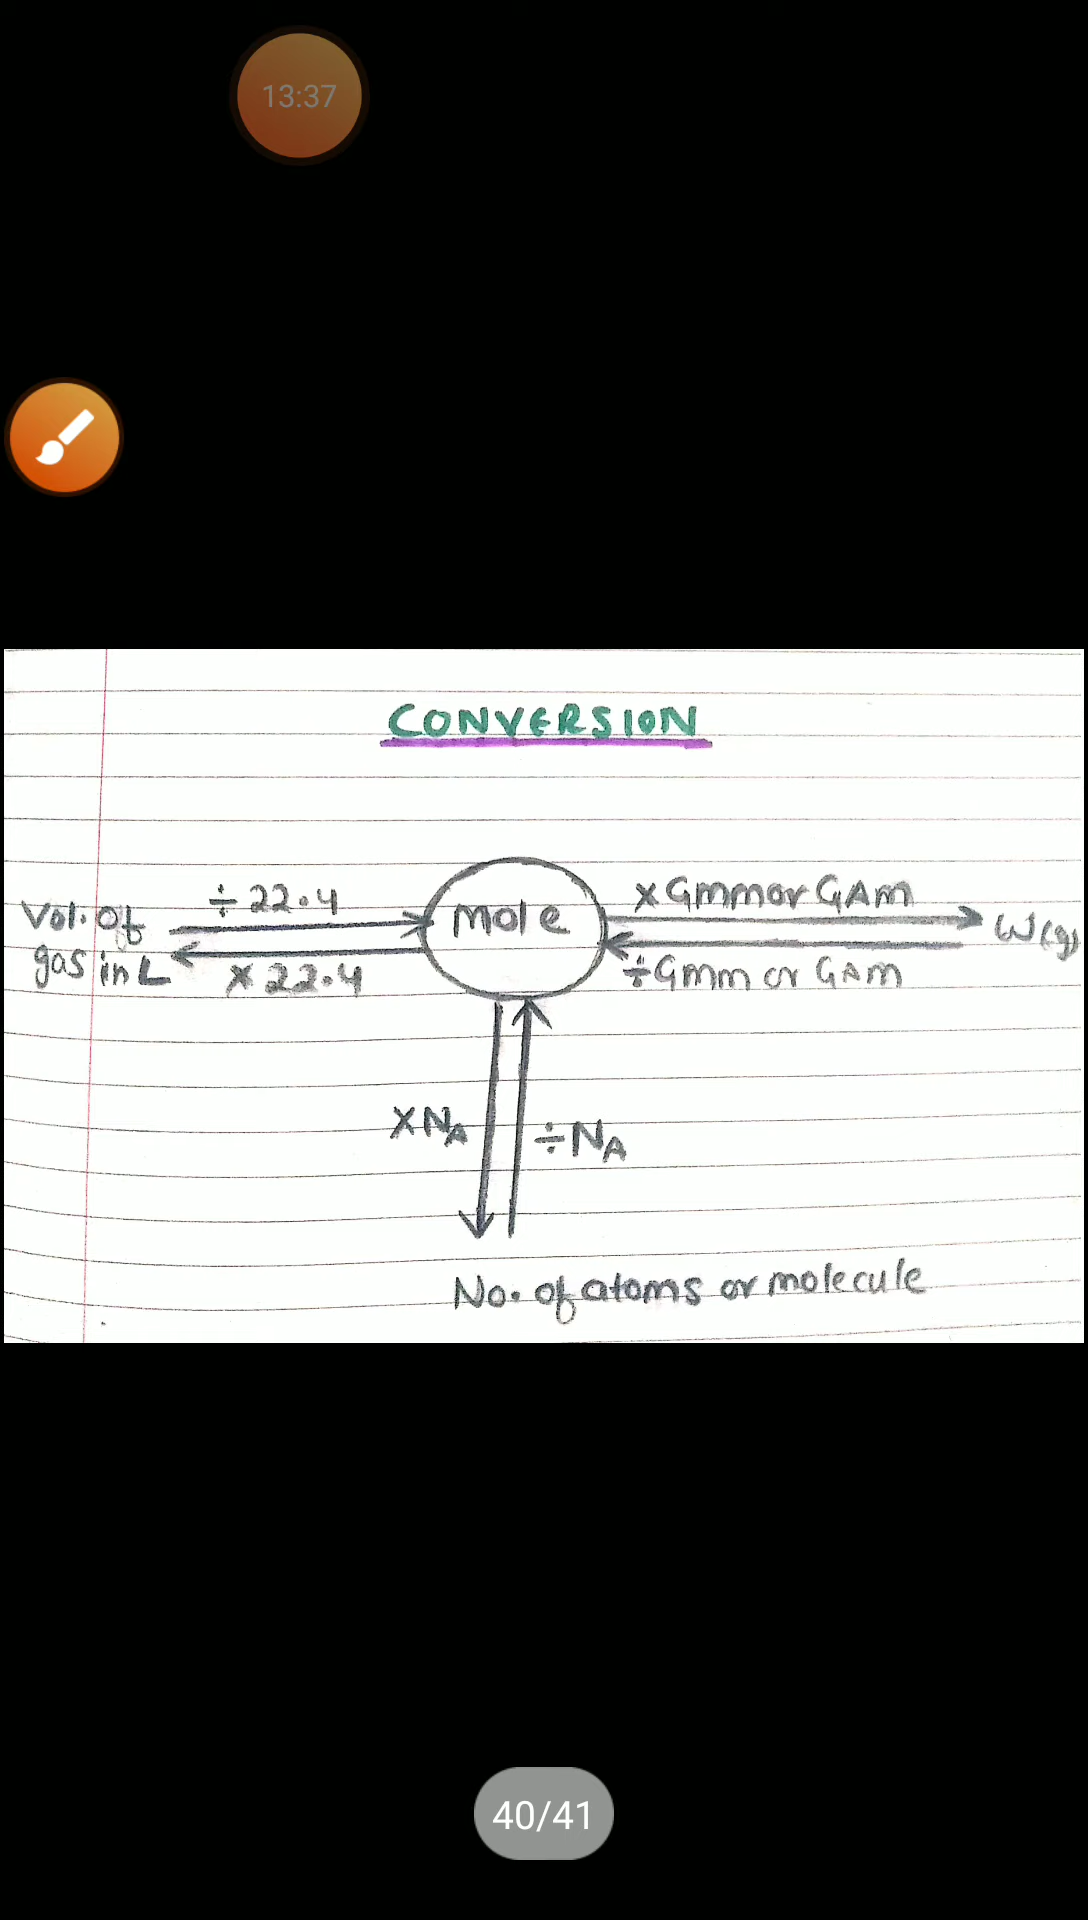 13:37
CONVERSION
Vol. of
gas in L
÷ 22.4
× 22.4
mole
× Gmm or GAm
÷ Gmm or GAm
W(g)
× NA
÷ NA
No. of atoms or molecule
40/41